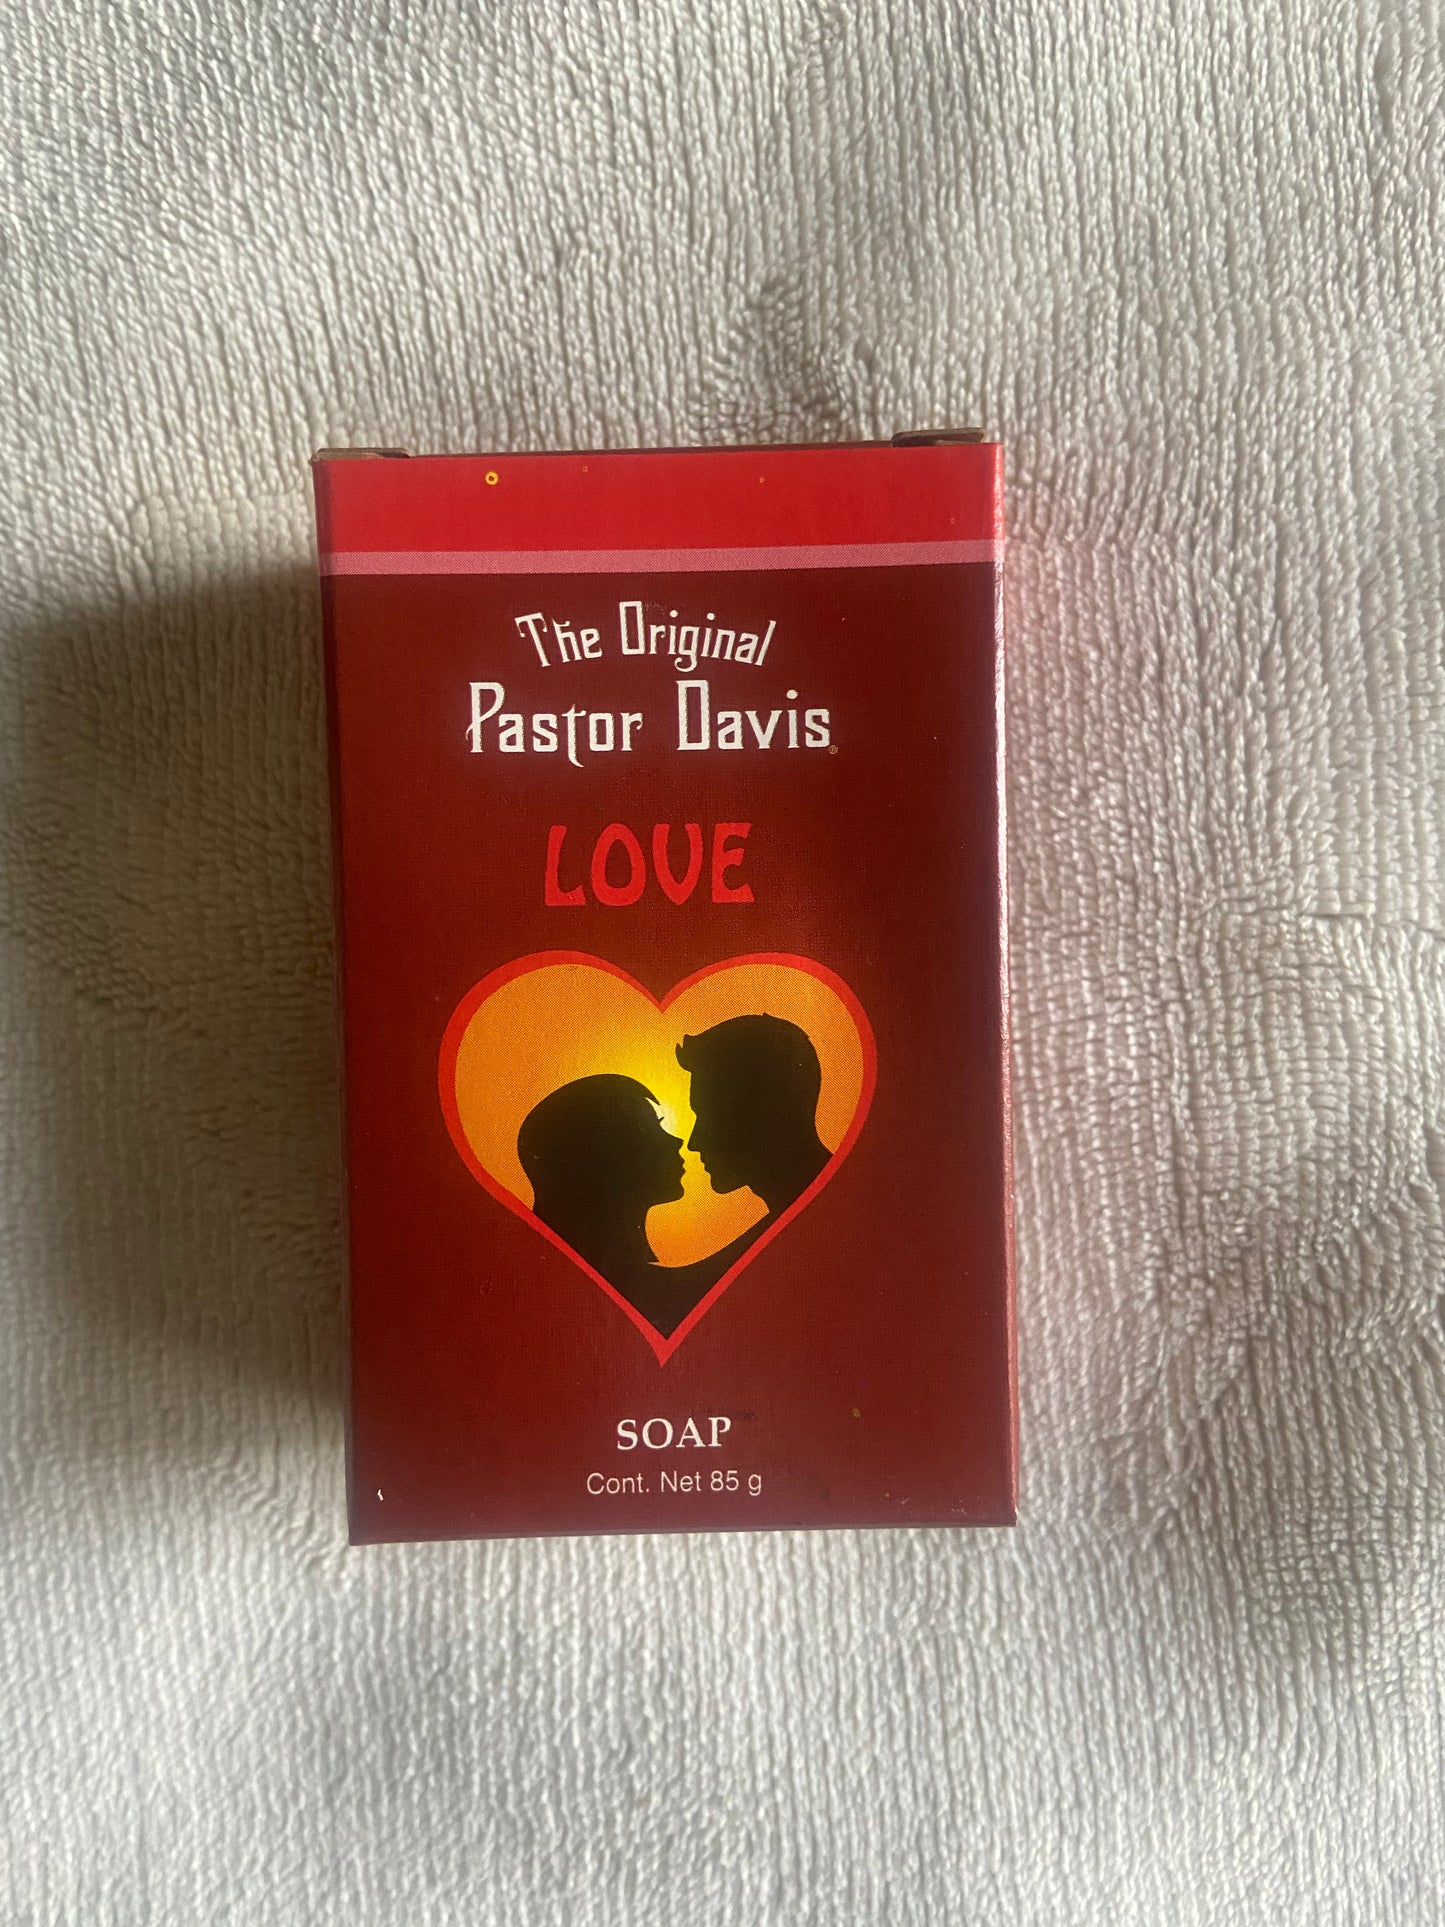 The Original
Pastor Davis®
LOVE
SOAP
Cont. Net 85 g